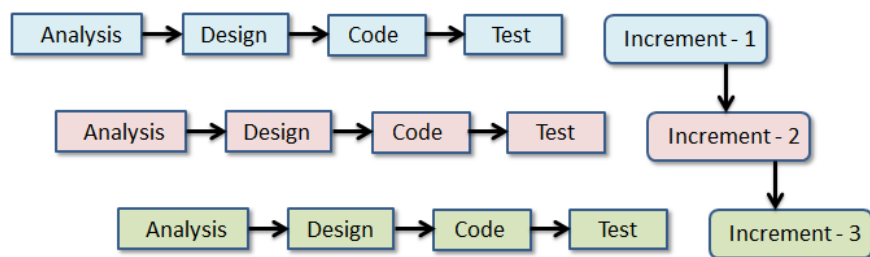 Analysis Design Code Test Increment - 1
Analysis Design Code Test Increment - 2
Analysis Design Code Test Increment - 3